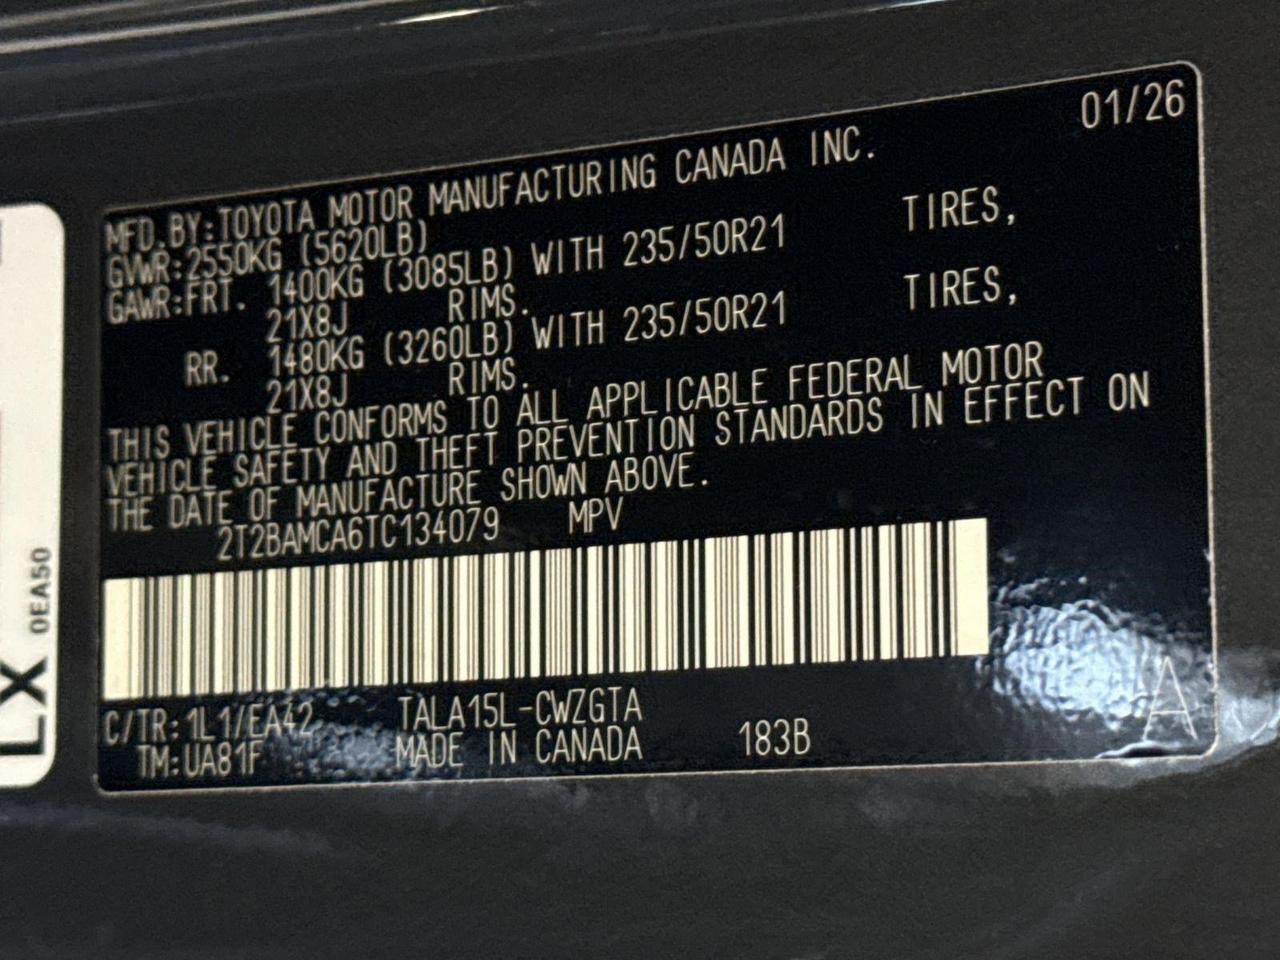 01/26
MFD.BY:TOYOTA MOTOR MANUFACTURING CANADA INC.
GVWR:2550KG (5620LB)
GAWR:FRT. 1400KG (3085LB) WITH 235/50R21 TIRES,
21X8J RIMS.
RR. 1480KG (3260LB) WITH 235/50R21 TIRES,
21X8J RIMS.
THIS VEHICLE CONFORMS TO ALL APPLICABLE FEDERAL MOTOR
VEHICLE SAFETY AND THEFT PREVENTION STANDARDS IN EFFECT ON
THE DATE OF MANUFACTURE SHOWN ABOVE.
2T2BAMCA6TC134079 MPV
C/TR:1L1/EA42 TALA15L-CWZGTA
TM:UA81F MADE IN CANADA 183B
A
LX 0EA50